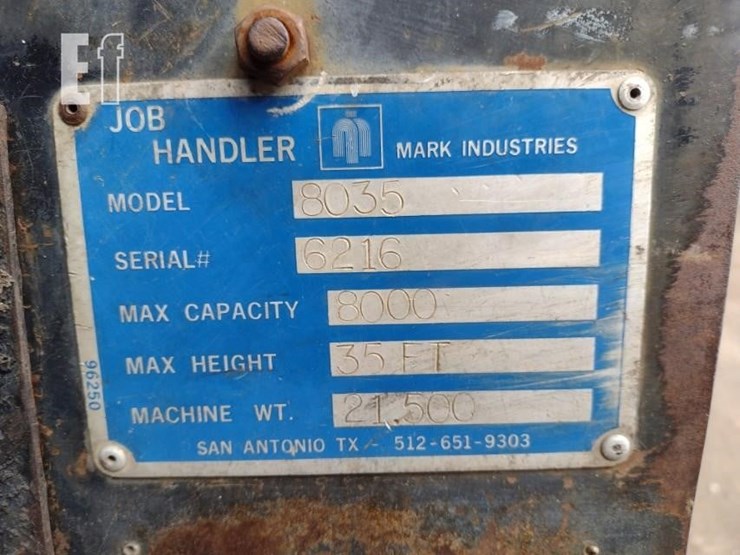 Ef
JOB
HANDLER
MARK INDUSTRIES
MODEL 8035
SERIAL# 6216
MAX CAPACITY 8000
MAX HEIGHT 35 FT
MACHINE WT. 21,500
SAN ANTONIO TX - 512-651-9303
96250